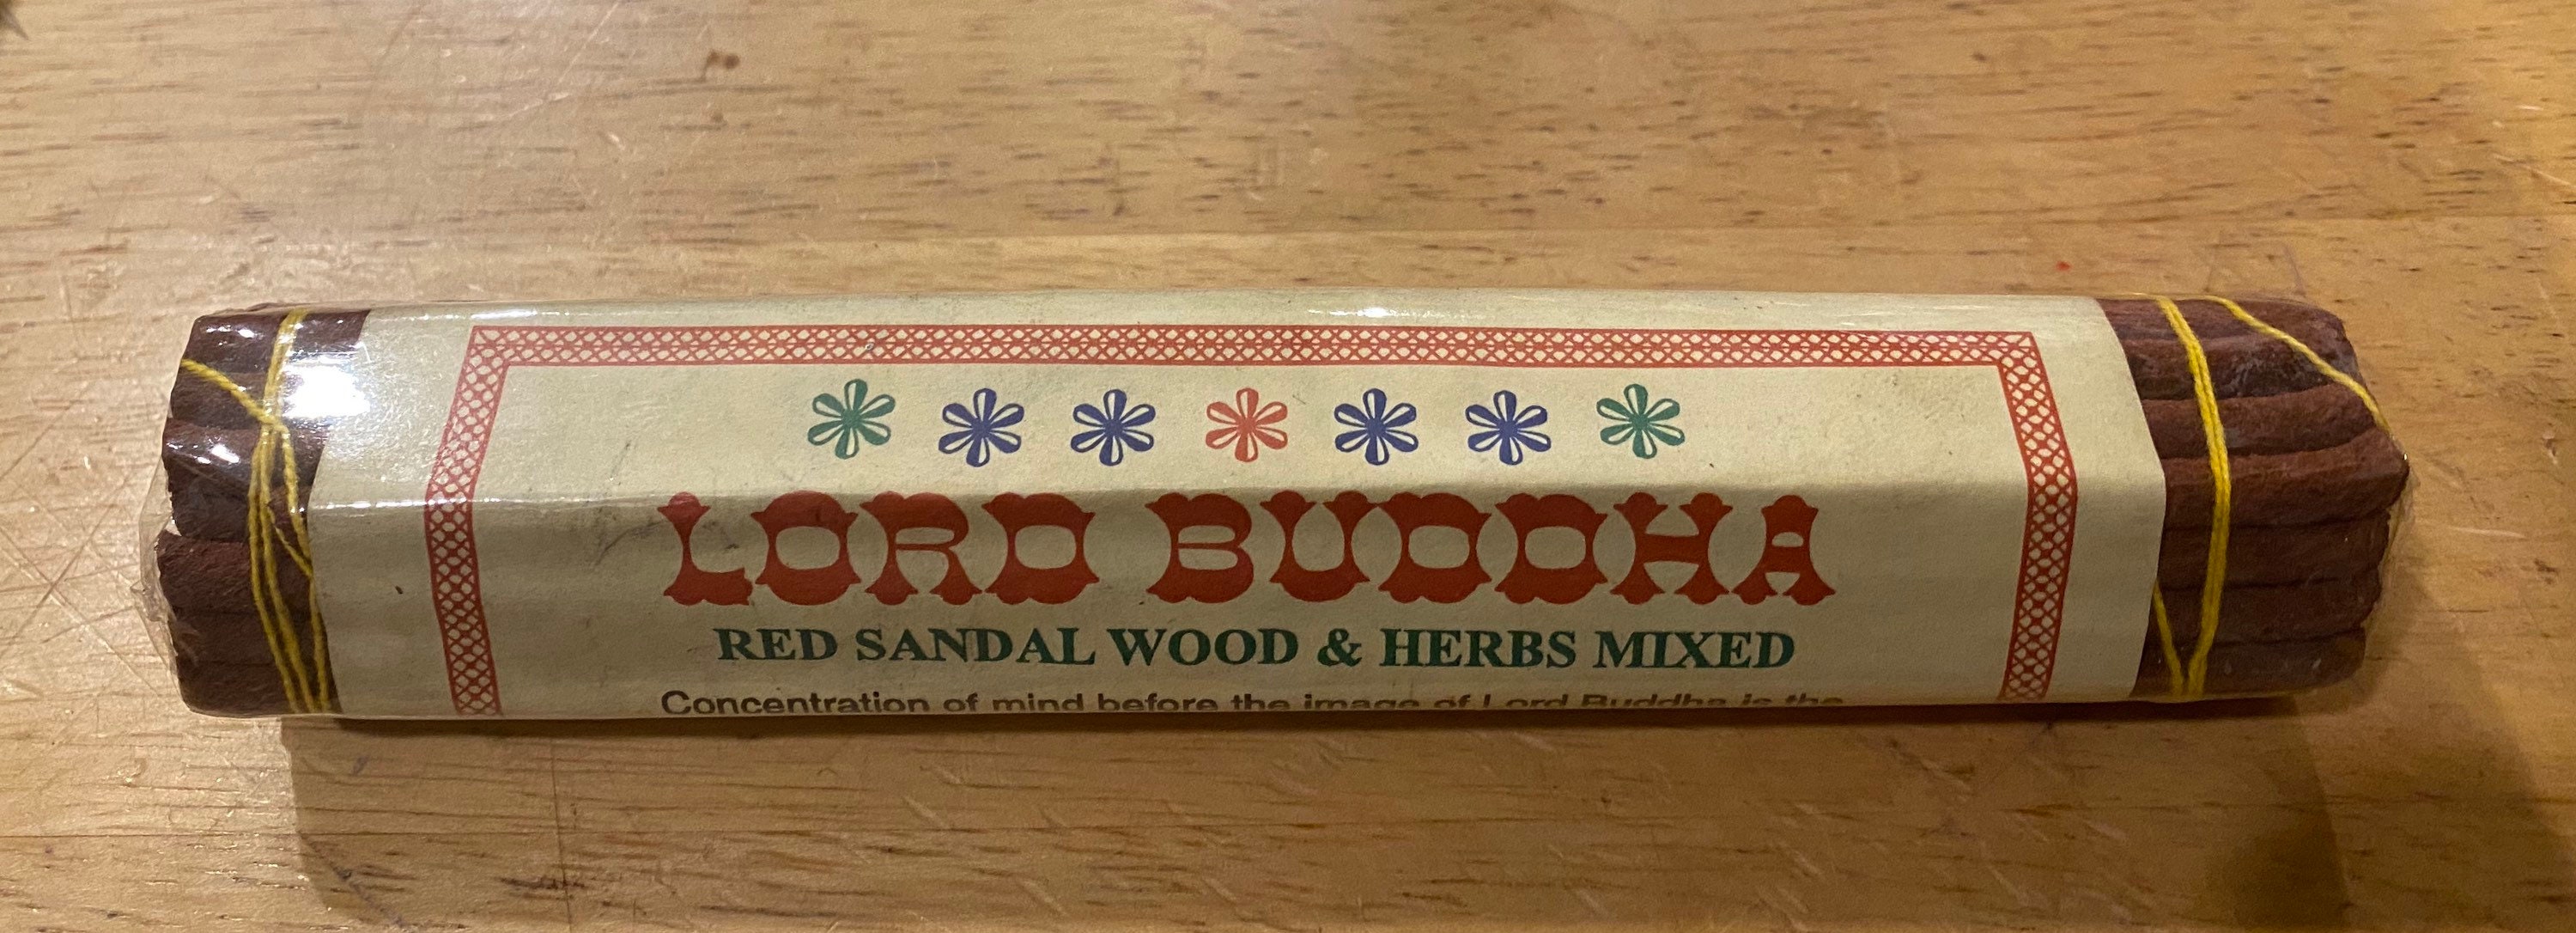 LORD BUDDHA
RED SANDAL WOOD & HERBS MIXED
Concentration of mind before the image of Lord Buddha is the